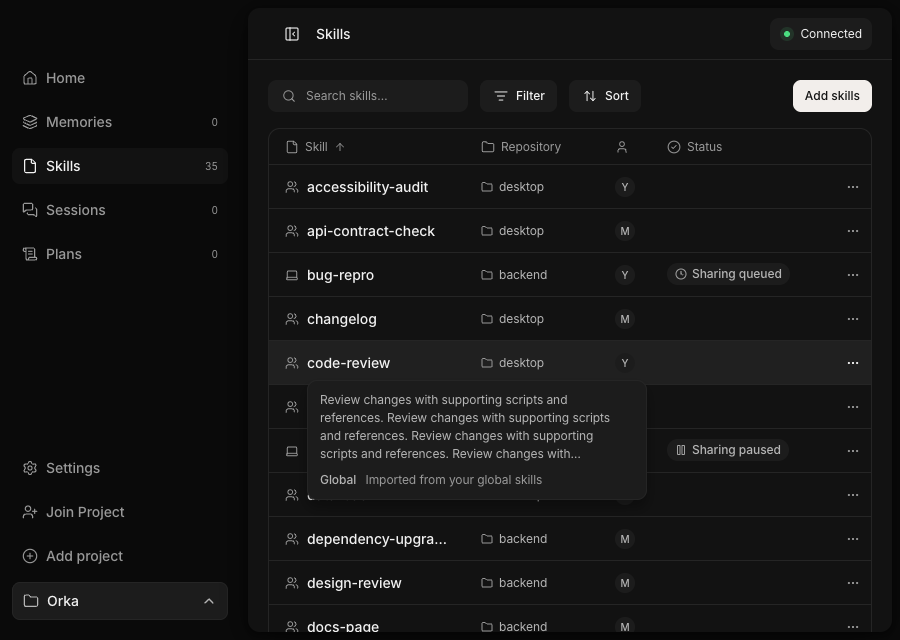 Skills
Connected
Home
Memories 0
Skills 35
Sessions 0
Plans 0
Settings
Join Project
Add project
Orka
Search skills...
Filter
Sort
Add skills
Skill
Repository
Status
accessibility-audit desktop Y
api-contract-check desktop M
bug-repro backend Y Sharing queued
changelog desktop M
code-review desktop Y
Review changes with supporting scripts and
references. Review changes with supporting scripts
and references. Review changes with supporting
scripts and references. Review changes with...
Global Imported from your global skills
Sharing paused
dependency-upgra... backend M
design-review backend M
docs-page backend M